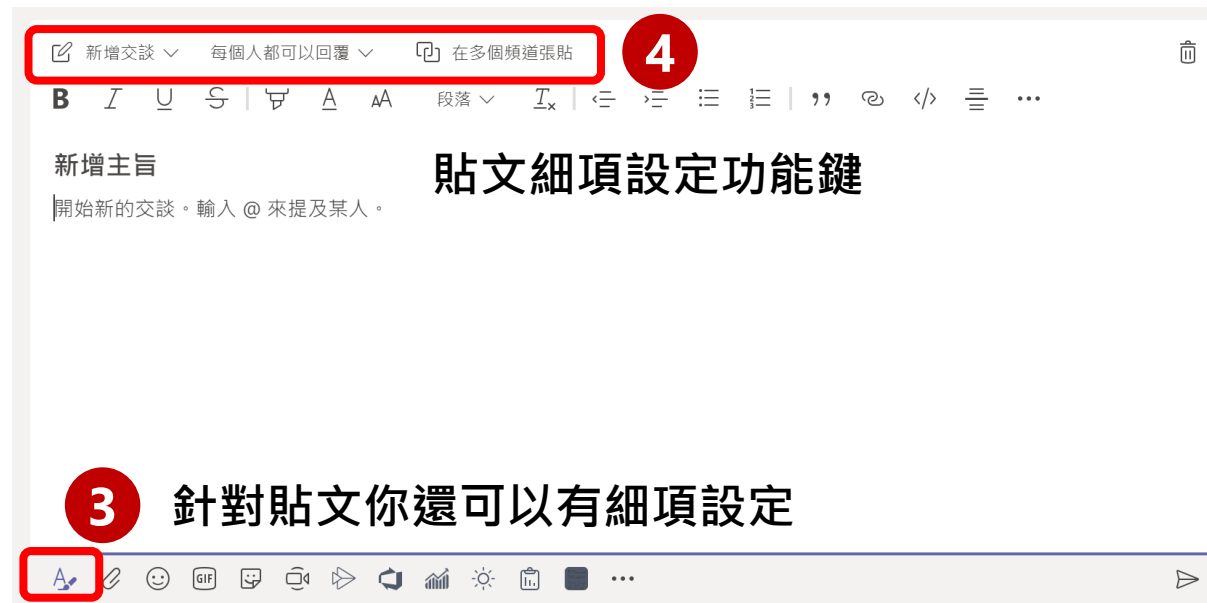 新增交談 每個人都可以回覆 在多個頻道張貼 4
B I U S A AA 段落 Tx </> •••
新增主旨
貼文細項設定功能鍵
開始新的交談。輸入 @ 來提及某人。
3 針對貼文你還可以有細項設定
A GIF •••